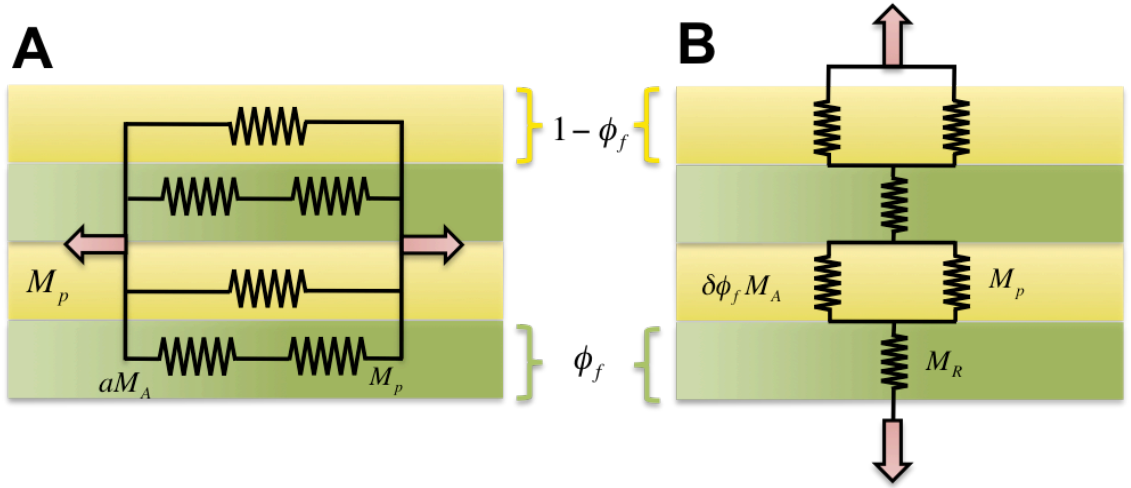 A
B
1 − ϕ_f
M_p
δϕ_f M_A
M_p
ϕ_f
M_R
aM_A
M_p